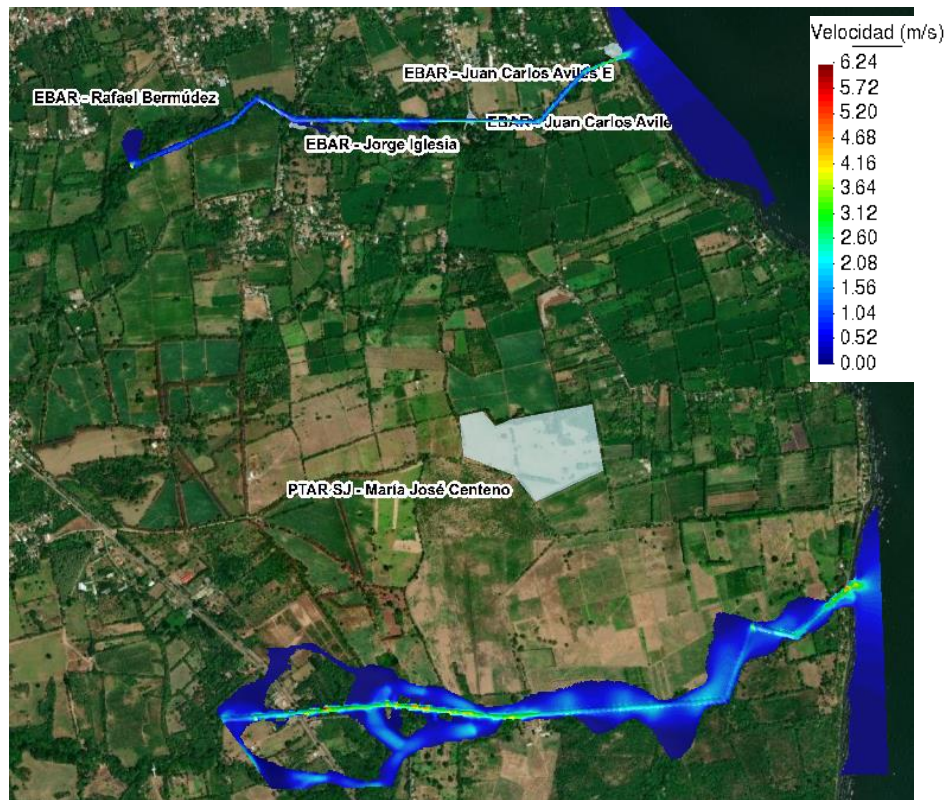 Velocidad (m/s)
6.24
5.72
5.20
4.68
4.16
3.64
3.12
2.60
2.08
1.56
1.04
0.52
0.00
EBAR - Juan Carlos Avilés E
EBAR - Rafael Bermúdez
EBAR - Juan Carlos Avile
EBAR - Jorge Iglesia
PTAR SJ - María José Centeno